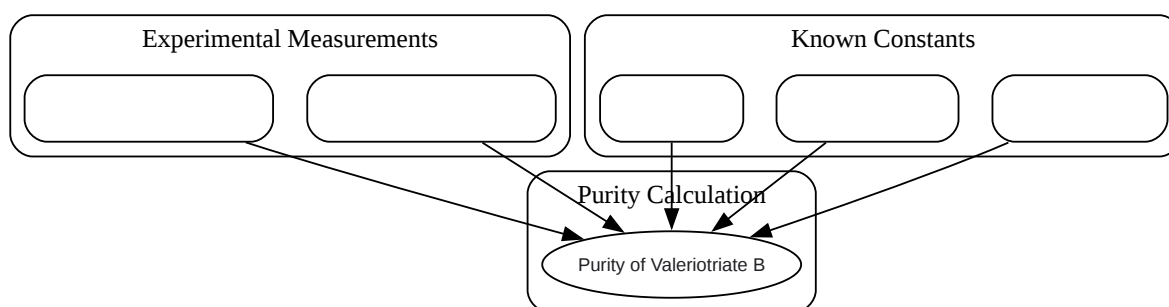 Experimental Measurements
Known Constants
Purity Calculation
Purity of Valeriotriate B